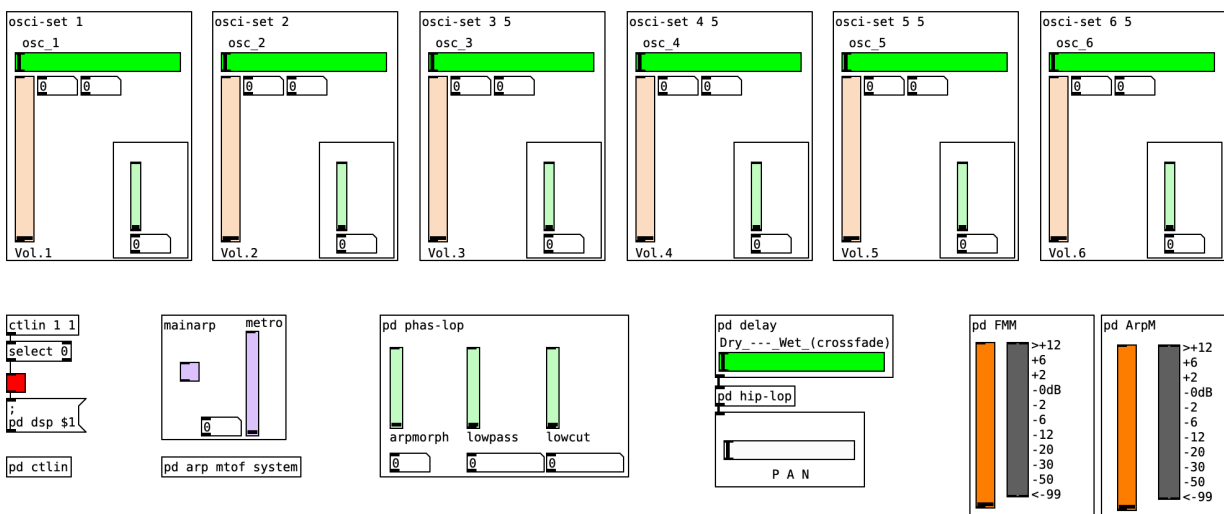 osci-set 1
osc_1
0 0
0
Vol.1
osci-set 2
osc_2
0 0
0
Vol.2
osci-set 3 5
osc_3
0 0
0
Vol.3
osci-set 4 5
osc_4
0 0
0
Vol.4
osci-set 5 5
osc_5
0 0
0
Vol.5
osci-set 6 5
osc_6
0 0
0
Vol.6
ctlin 1 1
select 0
;
pd dsp $1
pd ctlin
mainarp
metro
0
pd arp mtof system
pd phas-lop
arpmorph lowpass lowcut
0 0 0
pd delay
Dry_---_Wet_(crossfade)
pd hip-lop
P A N
pd FMM
>+12
+6
+2
-0dB
-2
-6
-12
-20
-30
-50
<-99
pd ArpM
>+12
+6
+2
-0dB
-2
-6
-12
-20
-30
-50
<-99